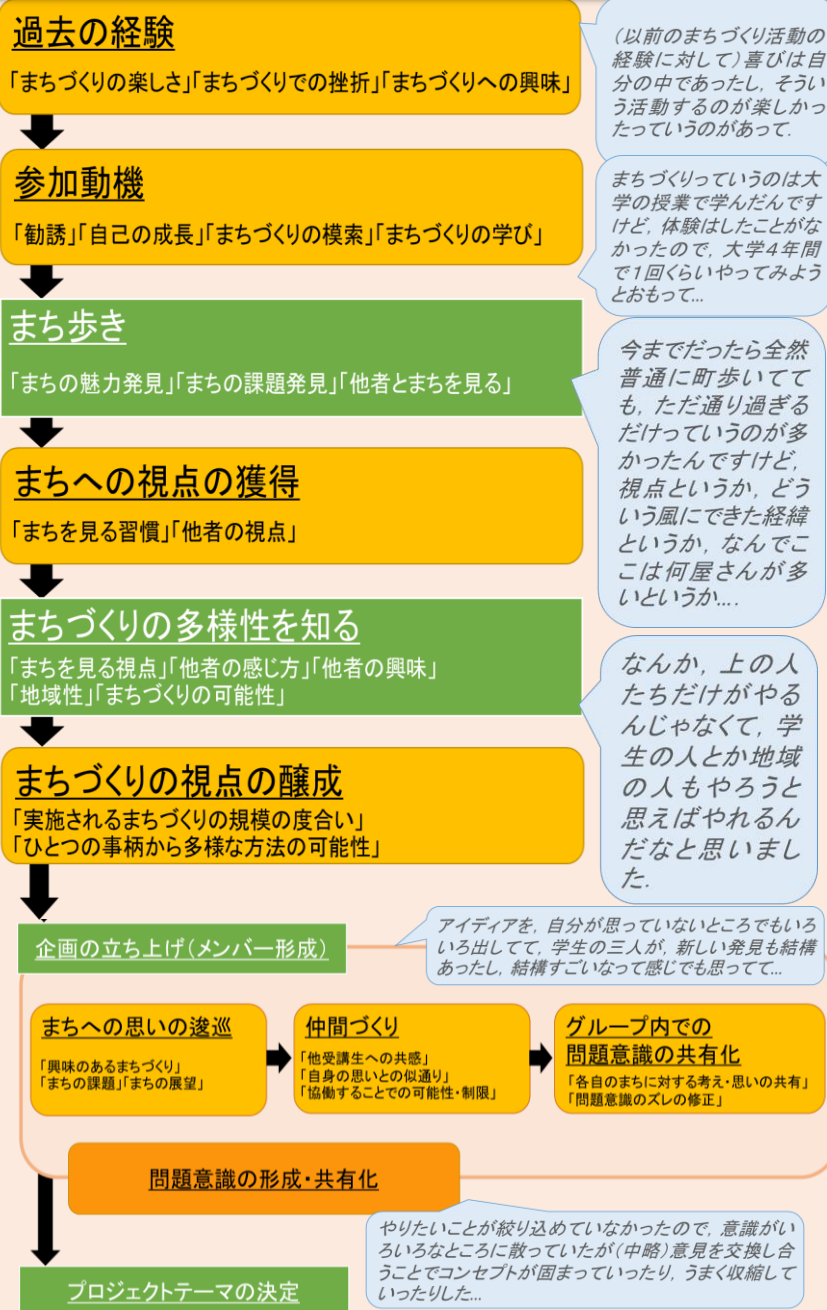 過去の経験
「まちづくりの楽しさ」「まちづくりでの挫折」「まちづくりへの興味」
(以前のまちづくり活動の
経験に対して)喜びは自
分の中であったし, そうい
う活動するのが楽しかっ
たっていうのがあって.
参加動機
「勧誘」「自己の成長」「まちづくりの模索」「まちづくりの学び」
まちづくりっていうのは大
学の授業で学んだんです
けど, 体験はしたことがな
かったので, 大学4年間
で1回くらいやってみよう
とおもって…
まち歩き
「まちの魅力発見」「まちの課題発見」「他者とまちを見る」
今までだったら全然
普通に町歩いてて
も, ただ通り過ぎる
だけっていうのが多
かったんですけど,
視点というか, どう
いう風にできた経緯
というか, なんでこ
こは何屋さんが多
いというか….
まちへの視点の獲得
「まちを見る習慣」「他者の視点」
まちづくりの多様性を知る
「まちを見る視点」「他者の感じ方」「他者の興味」
「地域性」「まちづくりの可能性」
なんか, 上の人
たちだけがやる
んじゃなくて, 学
生の人とか地域
の人もやろうと
思えばやれるん
だなと思いまし
た.
まちづくりの視点の醸成
「実施されるまちづくりの規模の度合い」
「ひとつの事柄から多様な方法の可能性」
企画の立ち上げ(メンバー形成)
アイディアを, 自分が思っていないところでもいろ
いろ出してて, 学生の三人が, 新しい発見も結構
あったし, 結構すごいなって感じでも思ってて…
まちへの思いの逡巡
「興味のあるまちづくり」
「まちの課題」「まちの展望」
仲間づくり
「他受講生への共感」
「自身の思いとの似通り」
「協働することでの可能性・制限」
グループ内での
問題意識の共有化
「各自のまちに対する考え・思いの共有」
「問題意識のズレの修正」
問題意識の形成・共有化
やりたいことが絞り込めていなかったので, 意識がい
ろいろなところに散っていたが(中略)意見を交換し合
うことでコンセプトが固まっていったり, うまく収縮して
いったりした…
プロジェクトテーマの決定